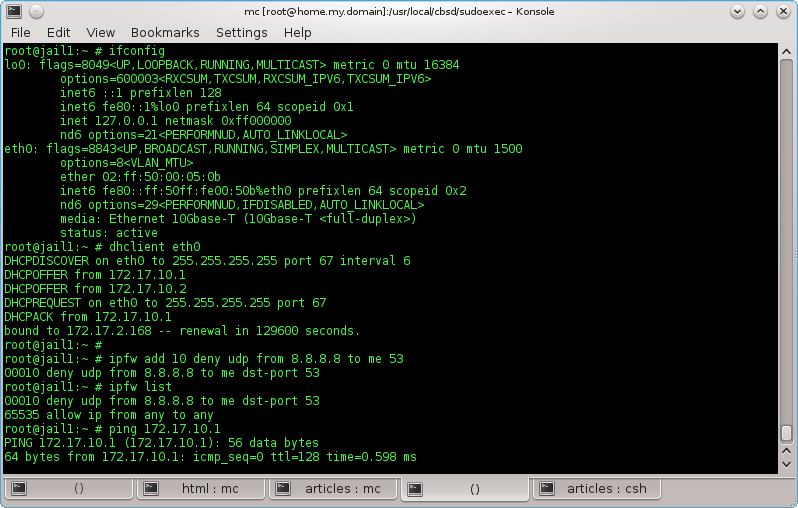 mc [root@home.my.domain]:/usr/local/cbsd/sudoexec – Konsole
File Edit View Bookmarks Settings Help
root@jail1:~ # ifconfig
lo0: flags=8049<UP,LOOPBACK,RUNNING,MULTICAST> metric 0 mtu 16384
        options=600003<RXCSUM,TXCSUM,RXCSUM_IPV6,TXCSUM_IPV6>
        inet6 ::1 prefixlen 128
        inet6 fe80::1%lo0 prefixlen 64 scopeid 0x1
        inet 127.0.0.1 netmask 0xff000000
        nd6 options=21<PERFORMNUD,AUTO_LINKLOCAL>
eth0: flags=8843<UP,BROADCAST,RUNNING,SIMPLEX,MULTICAST> metric 0 mtu 1500
        options=8<VLAN_MTU>
        ether 02:ff:50:00:05:0b
        inet6 fe80::ff:50ff:fe00:50b%eth0 prefixlen 64 scopeid 0x2
        nd6 options=29<PERFORMNUD,IFDISABLED,AUTO_LINKLOCAL>
        media: Ethernet 10Gbase-T (10Gbase-T <full-duplex>)
        status: active
root@jail1:~ # dhclient eth0
DHCPDISCOVER on eth0 to 255.255.255.255 port 67 interval 6
DHCPOFFER from 172.17.10.1
DHCPOFFER from 172.17.10.2
DHCPREQUEST on eth0 to 255.255.255.255 port 67
DHCPACK from 172.17.10.1
bound to 172.17.2.168 -- renewal in 129600 seconds.
root@jail1:~ #
root@jail1:~ # ipfw add 10 deny udp from 8.8.8.8 to me 53
00010 deny udp from 8.8.8.8 to me dst-port 53
root@jail1:~ # ipfw list
00010 deny udp from 8.8.8.8 to me dst-port 53
65535 allow ip from any to any
root@jail1:~ # ping 172.17.10.1
PING 172.17.10.1 (172.17.10.1): 56 data bytes
64 bytes from 172.17.10.1: icmp_seq=0 ttl=128 time=0.598 ms
() html : mc articles : mc () articles : csh